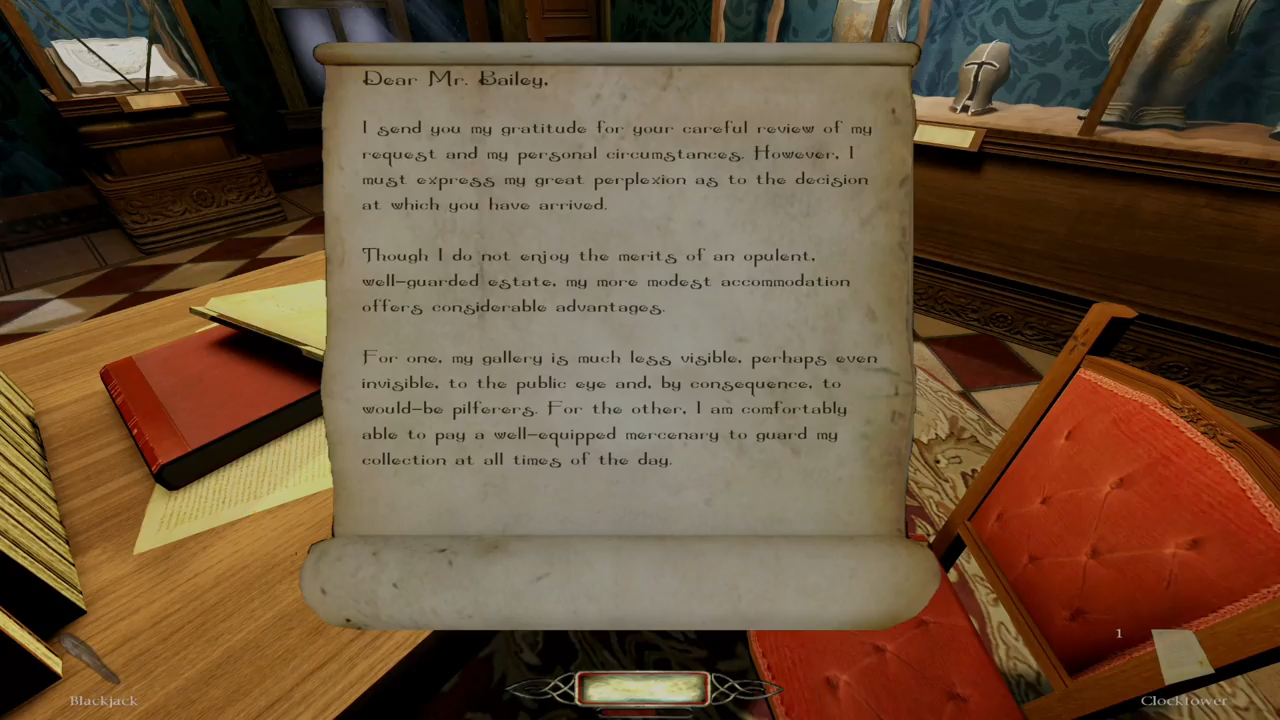 Dear Mr. Bailey,
I send you my gratitude for your careful review of my
request and my personal circumstances. However, I
must express my great perplexion as to the decision
at which you have arrived.
Though I do not enjoy the merits of an opulent,
well-guarded estate, my more modest accommodation
offers considerable advantages.
For one, my gallery is much less visible, perhaps even
invisible, to the public eye and, by consequence, to
would-be pilferers. For the other, I am comfortably
able to pay a well-equipped mercenary to guard my
collection at all times of the day.
1
Blackjack
Clocktower